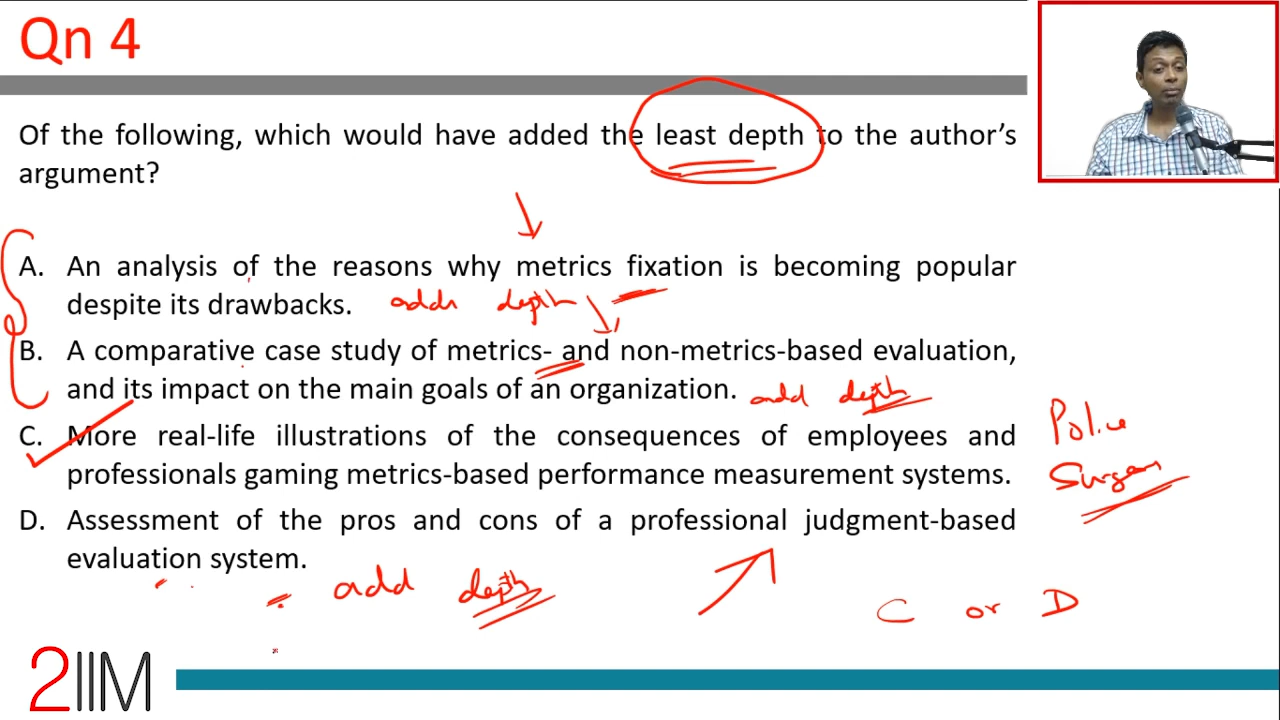 Qn 4
Of the following, which would have added the least depth to the author's
argument?
A. An analysis of the reasons why metrics fixation is becoming popular
despite its drawbacks. adds depth
B. A comparative case study of metrics- and non-metrics-based evaluation,
and its impact on the main goals of an organization. add depth
C. More real-life illustrations of the consequences of employees and
professionals gaming metrics-based performance measurement systems.
Police
Surgeons
D. Assessment of the pros and cons of a professional judgment-based
evaluation system.
add depth
C or D
2IIM